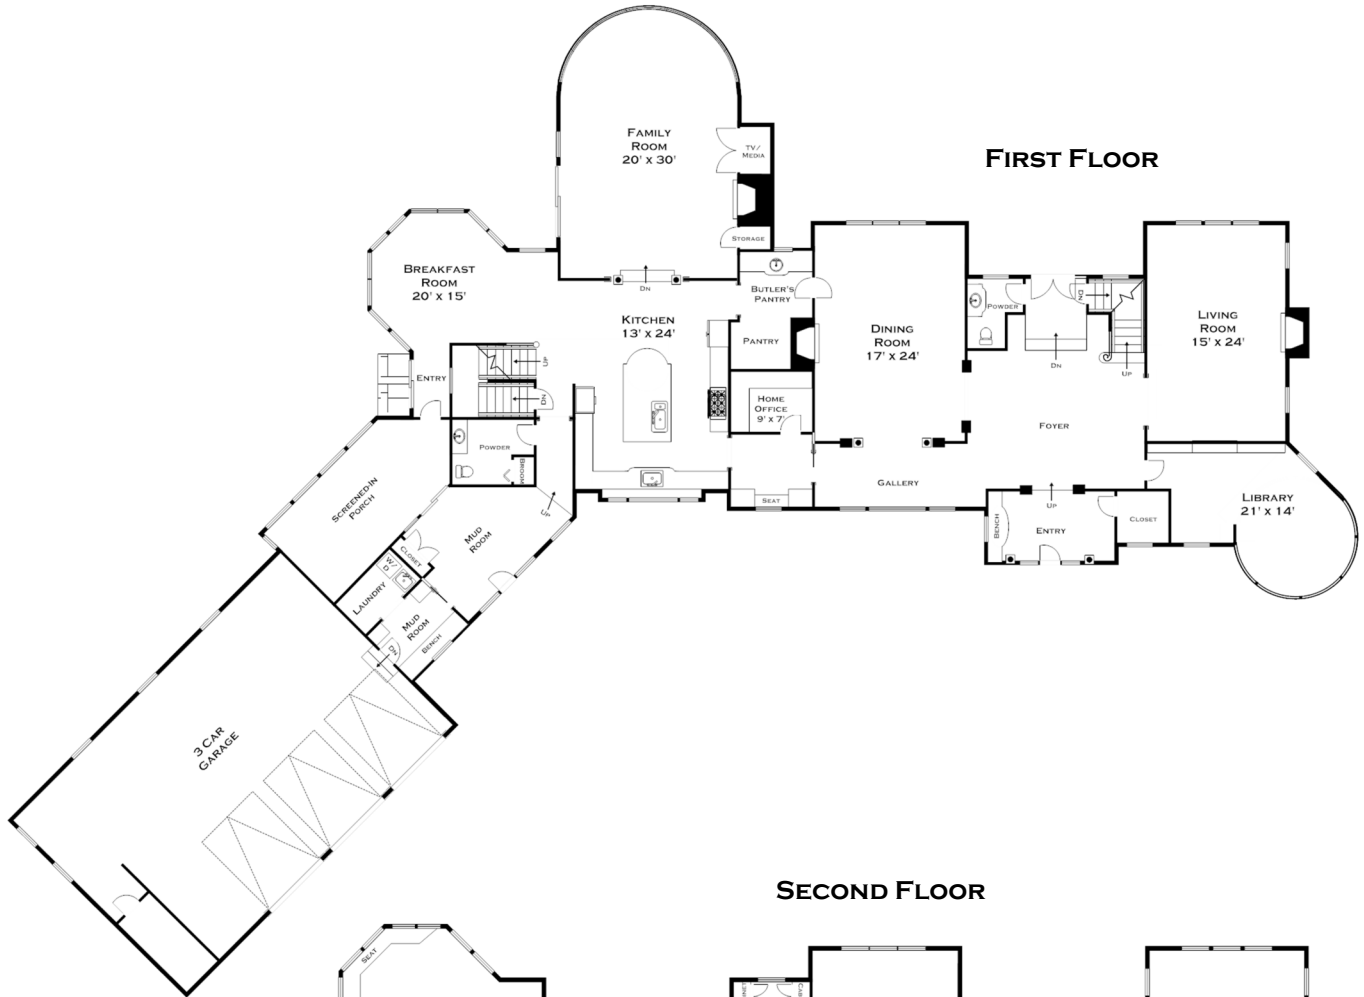 FIRST FLOOR
FAMILY
ROOM
20' x 30'
TV/
MEDIA
STORAGE
DN
BREAKFAST
ROOM
20' x 15'
BUTLER'S
PANTRY
PANTRY
KITCHEN
13' x 24'
DINING
ROOM
17' x 24'
POWDER
DN
DN
UP
LIVING
ROOM
15' x 24'
ENTRY
UP
DN
HOME
OFFICE
9' x 7'
FOYER
POWDER
BROOM
GALLERY
SEAT
LIBRARY
21' x 14'
BENCH
UP
ENTRY
CLOSET
SCREENED-IN
PORCH
UP
MUD
ROOM
CLOSET
W/
D
LAUNDRY
MUD
ROOM
BENCH
DN
3 CAR
GARAGE
SECOND FLOOR
SEAT